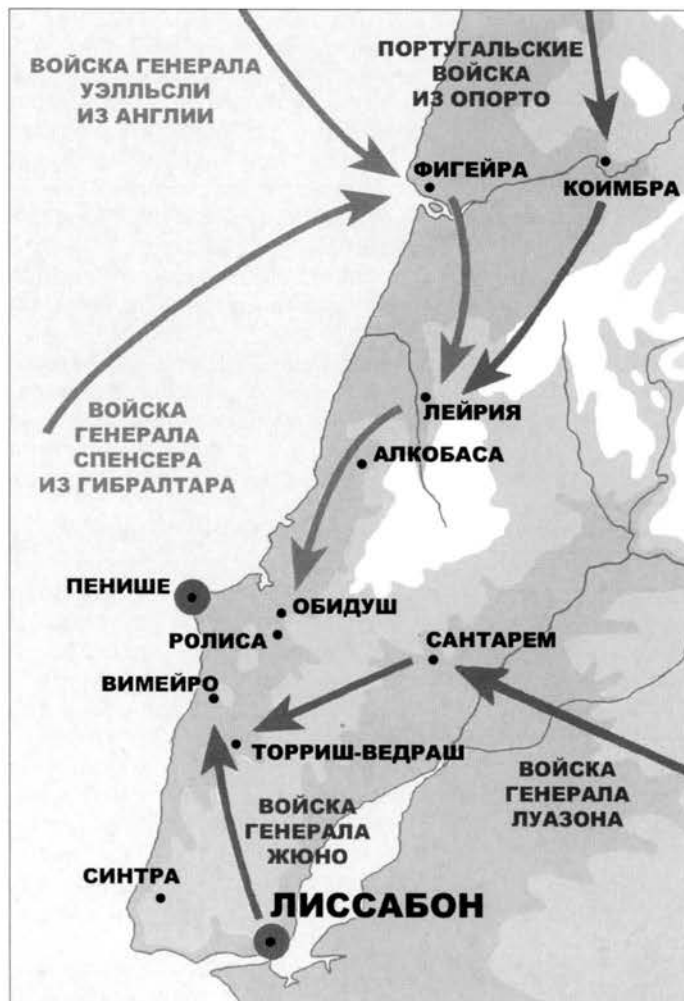 ВОЙСКА ГЕНЕРАЛА
УЭЛЛЬСЛИ
ИЗ АНГЛИИ
ПОРТУГАЛЬСКИЕ
ВОЙСКА
ИЗ ОПОРТО
ФИГЕЙРА
КОИМБРА
ВОЙСКА
ГЕНЕРАЛА
СПЕНСЕРА
ИЗ ГИБРАЛТАРА
ЛЕЙРИЯ
АЛКОБАСА
ПЕНИШЕ
ОБИДУШ
РОЛИСА
САНТАРЕМ
ВИМЕЙРО
ТОРРИШ-ВЕДРАШ
ВОЙСКА
ГЕНЕРАЛА
ЛУАЗОНА
ВОЙСКА
ГЕНЕРАЛА
ЖЮНО
СИНТРА
ЛИССАБОН